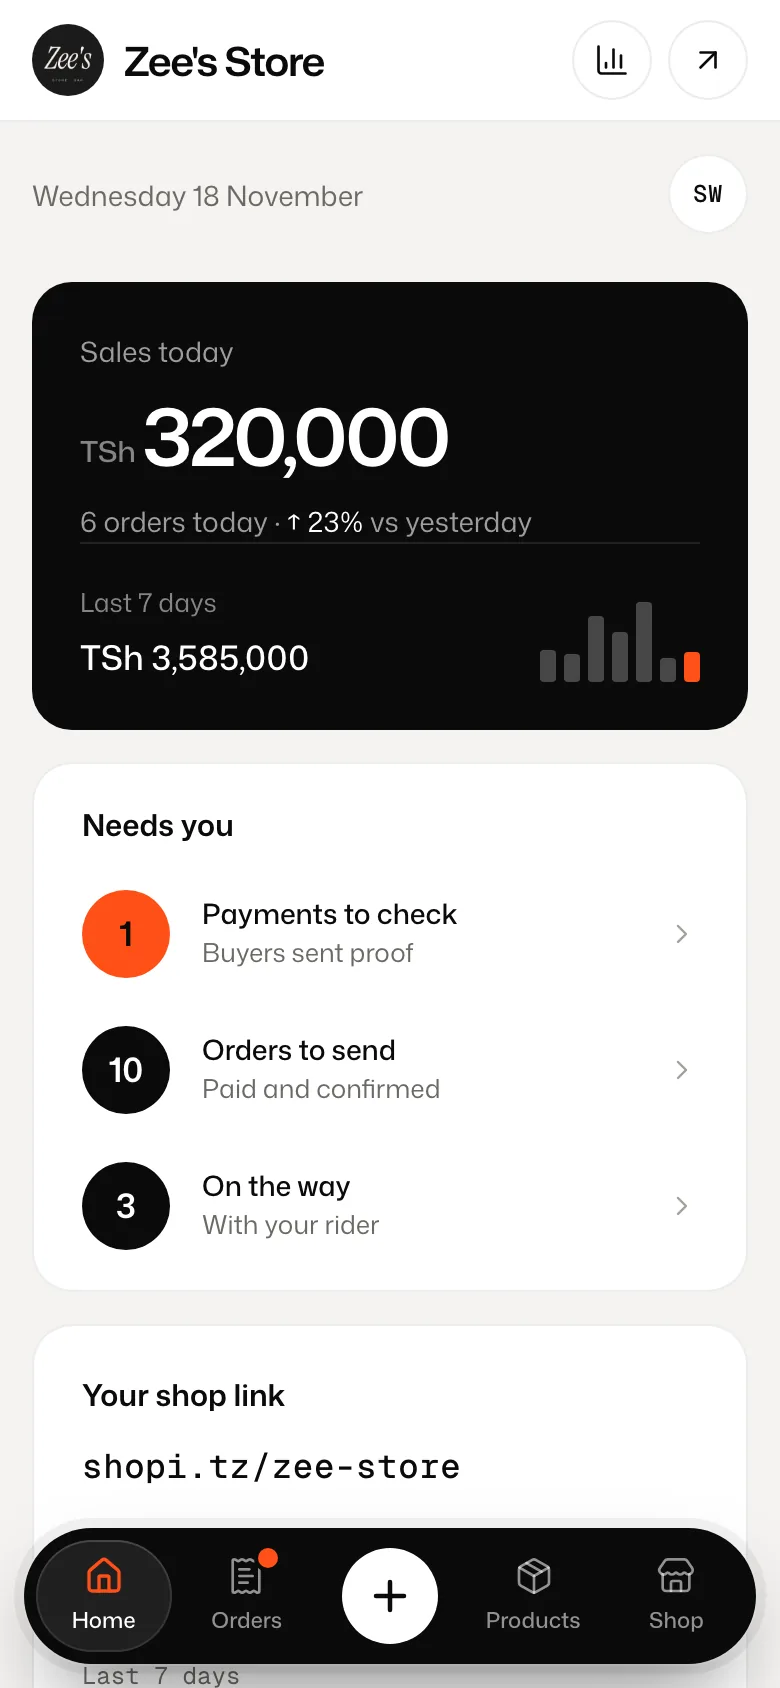 Zee's
Zee's Store
Wednesday 18 November
SW
Sales today
TSh 320,000
6 orders today · ↑ 23% vs yesterday
Last 7 days
TSh 3,585,000
Needs you
1
Payments to check
Buyers sent proof
10
Orders to send
Paid and confirmed
3
On the way
With your rider
Your shop link
shopi.tz/zee-store
Home
Orders
Products
Shop
Last 7 days